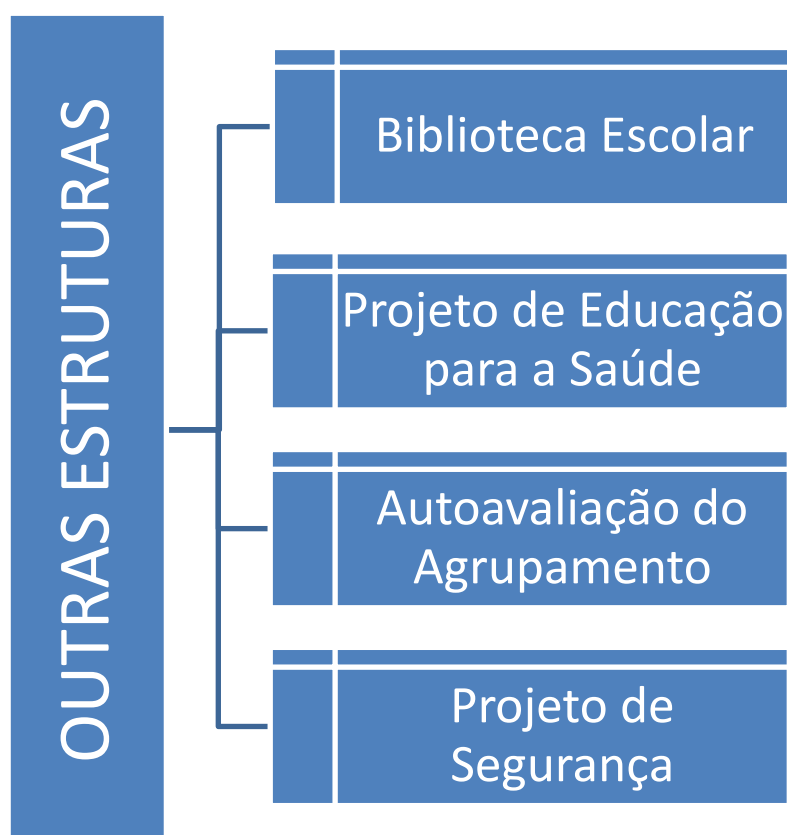 OUTRAS ESTRUTURAS
Biblioteca Escolar
Projeto de Educação
para a Saúde
Autoavaliação do
Agrupamento
Projeto de
Segurança